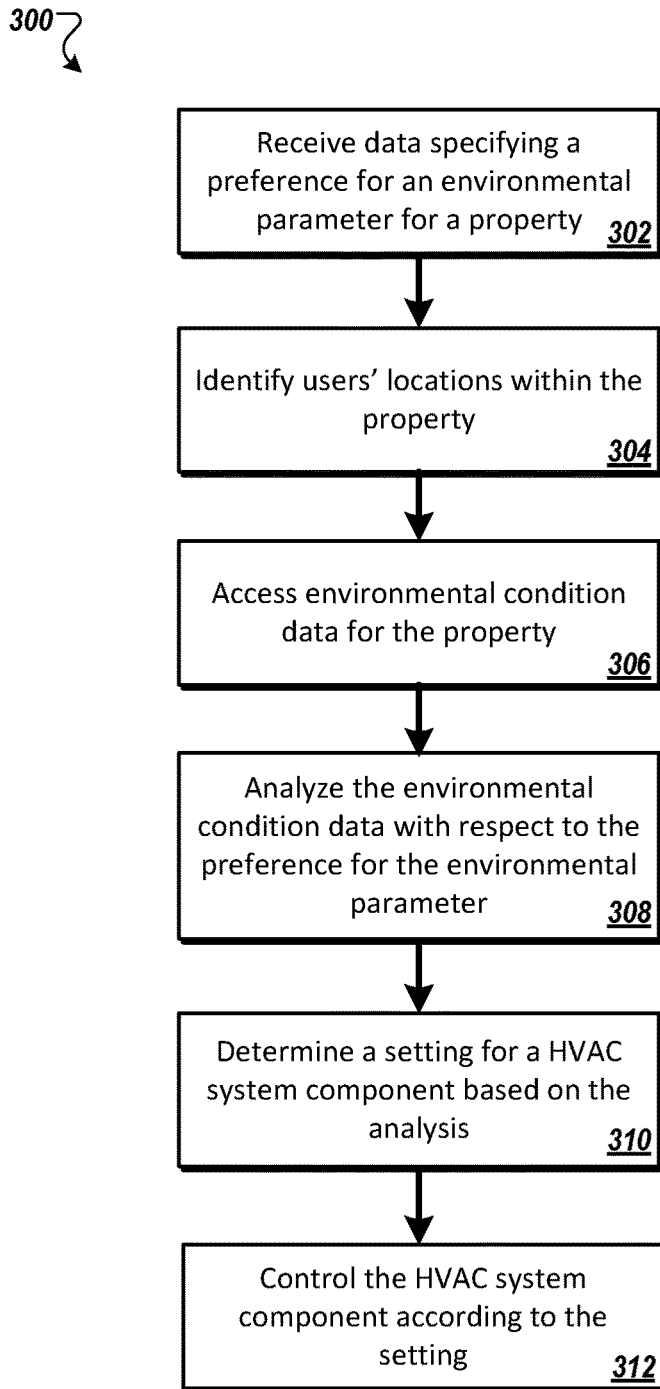 300
Receive data specifying a
preference for an environmental
parameter for a property
302
Identify users’ locations within the
property
304
Access environmental condition
data for the property
306
Analyze the environmental
condition data with respect to the
preference for the environmental
parameter
308
Determine a setting for a HVAC
system component based on the
analysis
310
Control the HVAC system
component according to the
setting
312